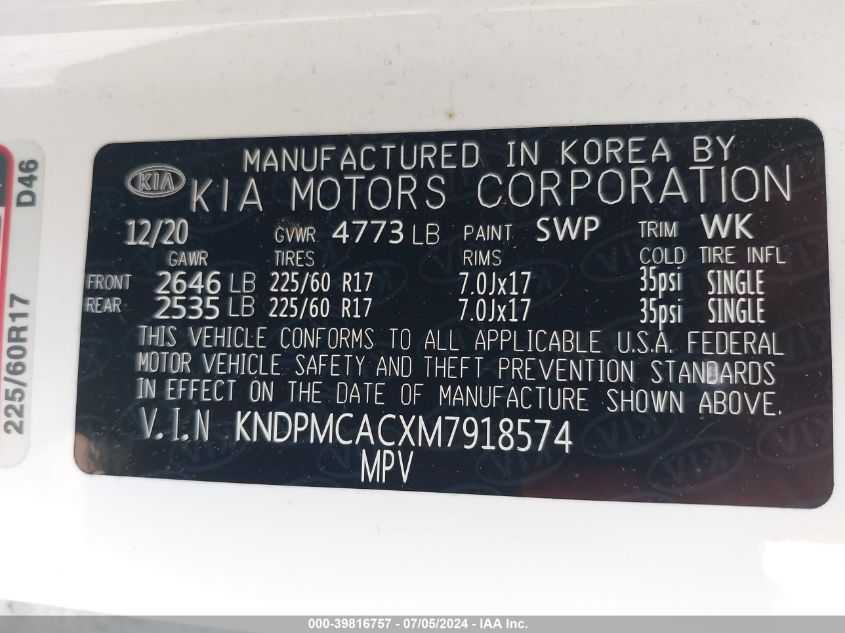 MANUFACTURED IN KOREA BY
KIA KIA MOTORS CORPORATION
12/20 GVWR 4773 LB PAINT SWP TRIM WK
GAWR TIRES RIMS COLD TIRE INFL
FRONT 2646 LB 225/60 R17 7.0Jx17 35psi SINGLE
REAR 2535 LB 225/60 R17 7.0Jx17 35psi SINGLE
THIS VEHICLE CONFORMS TO ALL APPLICABLE U.S.A. FEDERAL
MOTOR VEHICLE SAFETY AND THEFT PREVENTION STANDARDS
IN EFFECT ON THE DATE OF MANUFACTURE SHOWN ABOVE.
V.I.N KNDPMCACXM7918574
MPV
225/60R17 D46
000-39816757 - 07/05/2024 - IAA Inc.